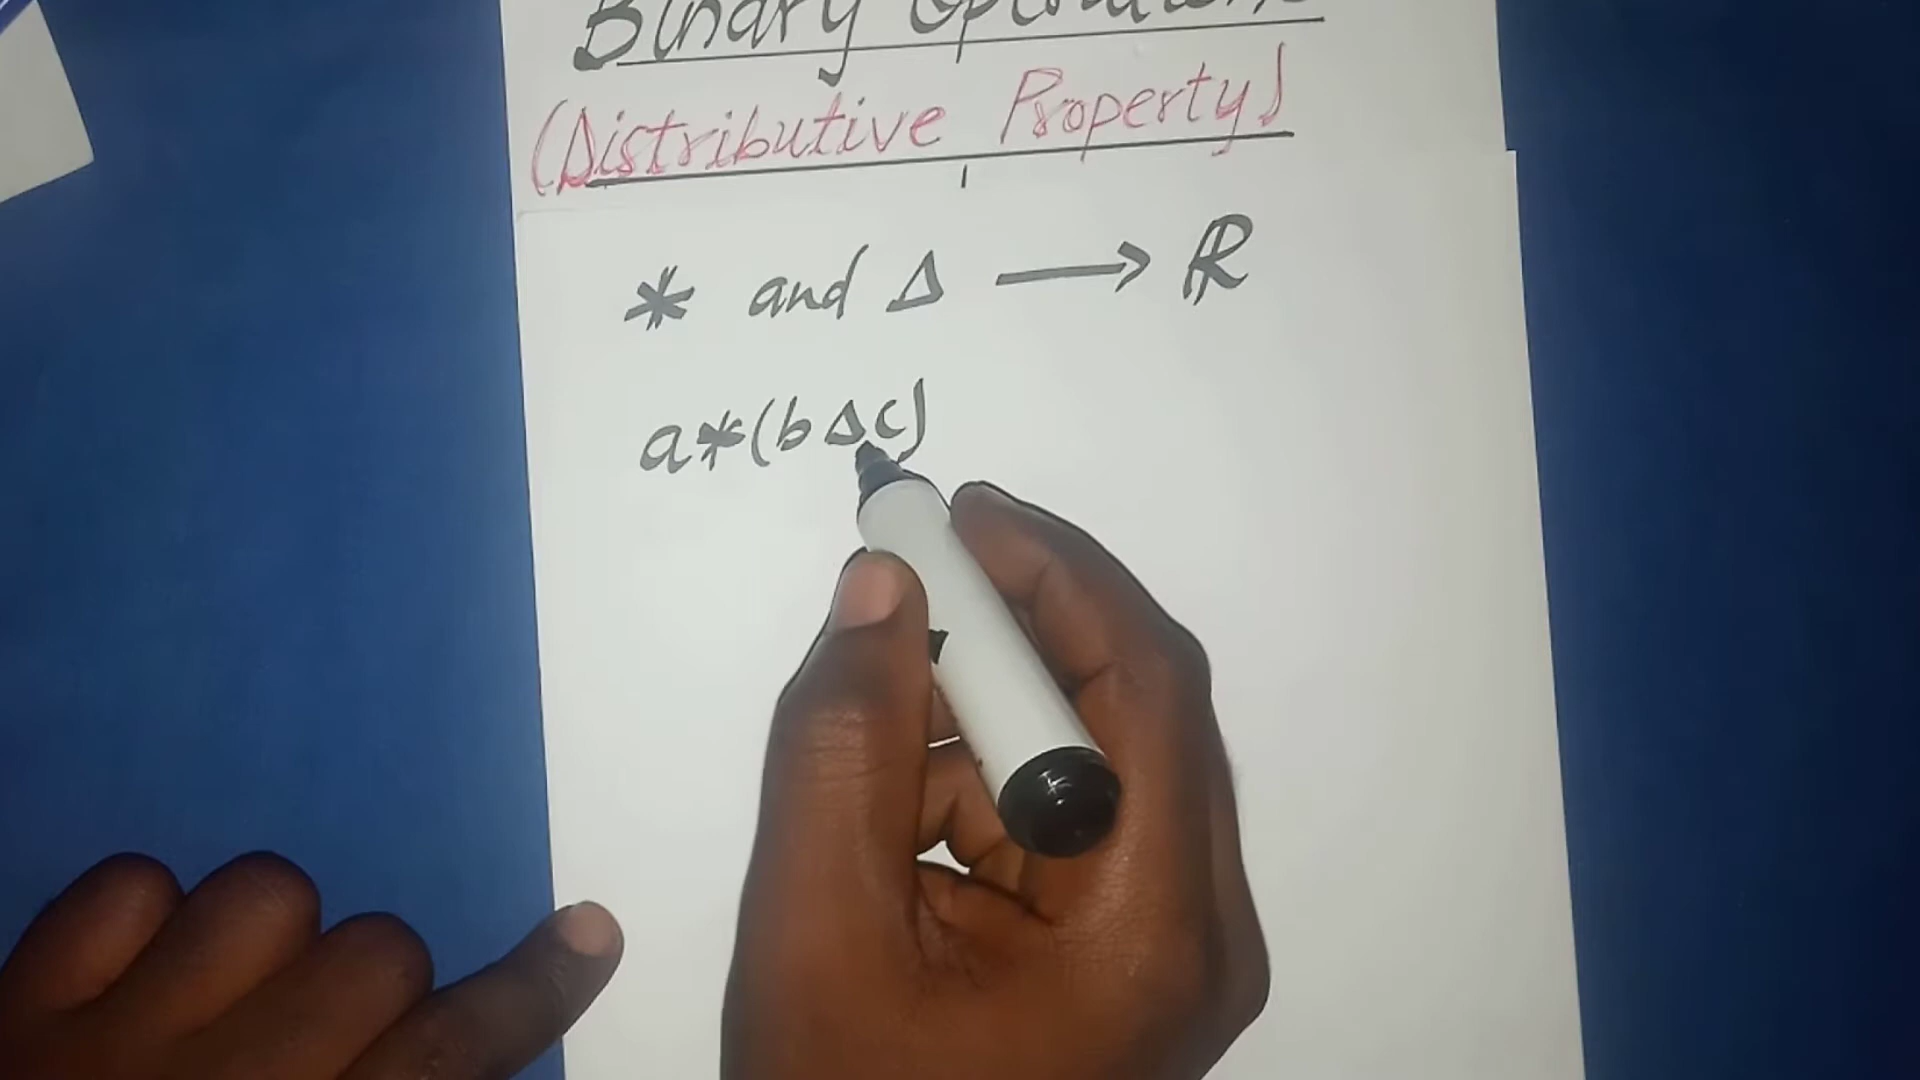 Binary Operations
(Distributive Property)
* and Δ → ℝ
a*(bΔc)